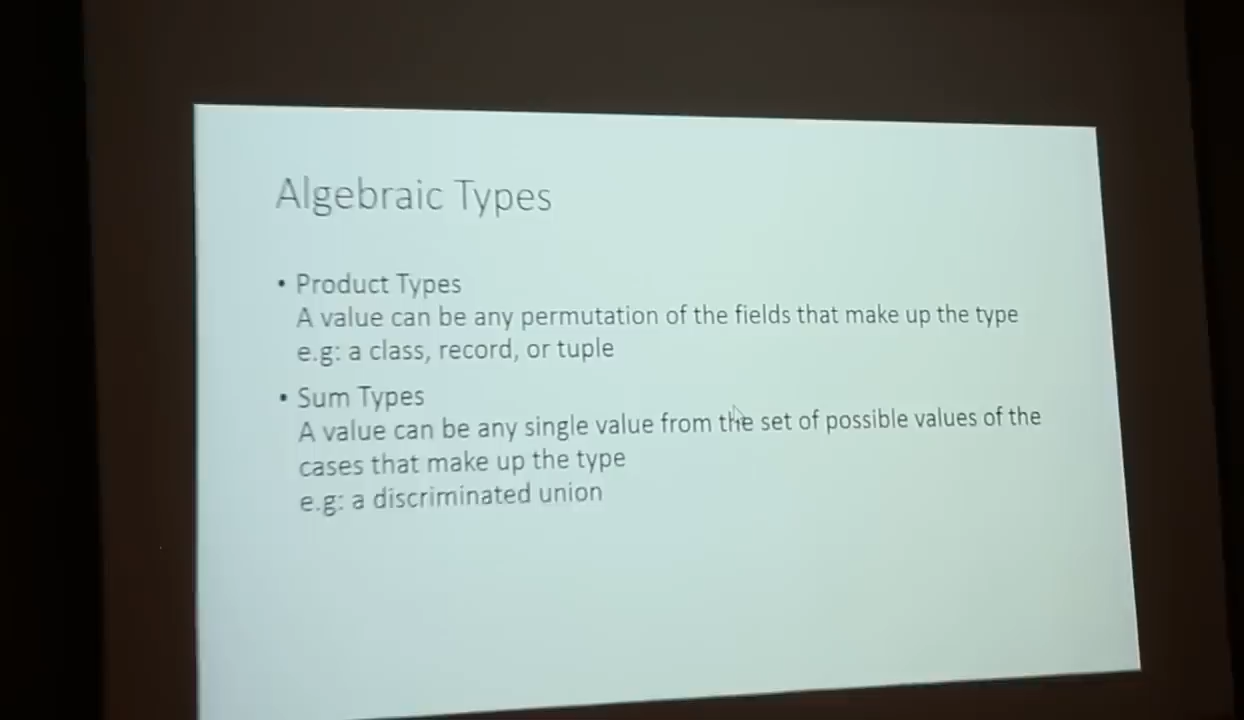 Algebraic Types
• Product Types
A value can be any permutation of the fields that make up the type
e.g: a class, record, or tuple
• Sum Types
A value can be any single value from the set of possible values of the
cases that make up the type
e.g: a discriminated union